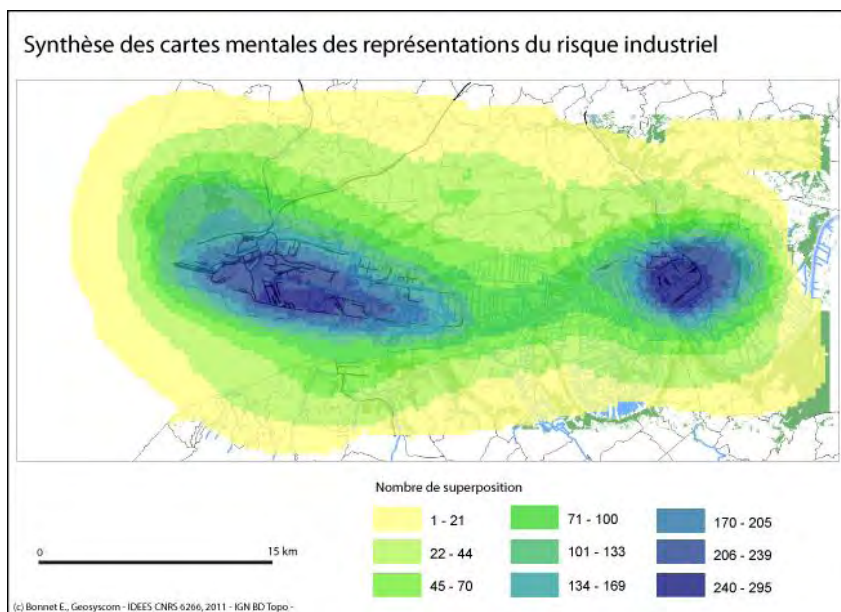 Synthèse des cartes mentales des représentations du risque industriel
Nombre de superposition
1 - 21
71 - 100
170 - 205
22 - 44
101 - 133
206 - 239
45 - 70
134 - 169
240 - 295
0
15 km
(c) Bonnet E., Geosyscom - IDEES CNRS 6266, 2011 - IGN BD Topo -